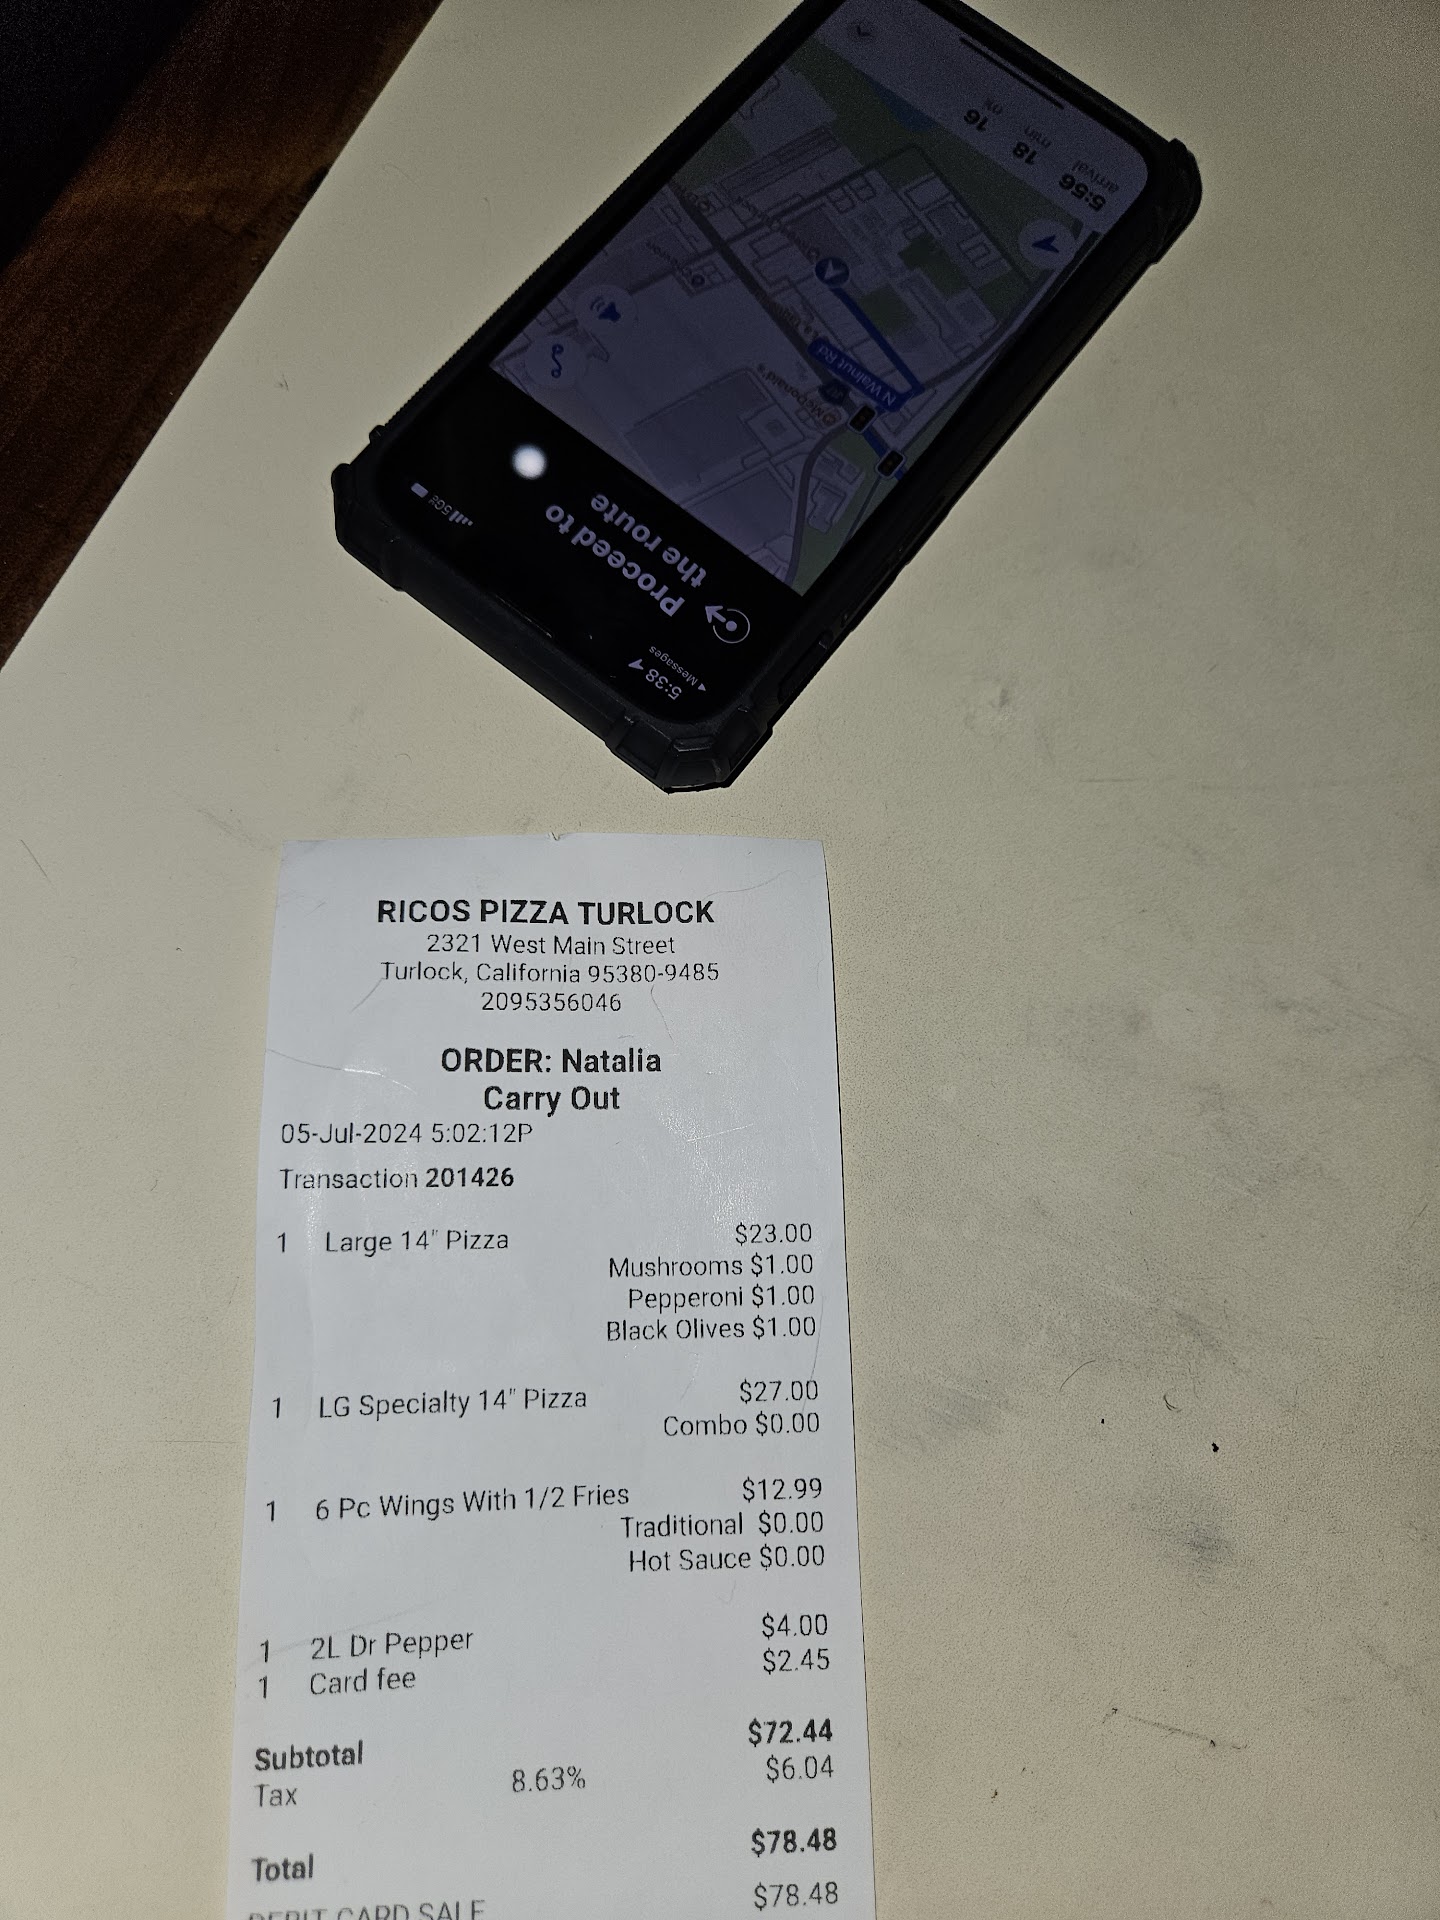 5:38
Messages
5G
Proceed to
the route
McDonald's
N Walnut Rd
Chevron
5:56
arrival
18
min
16
RICOS PIZZA TURLOCK
2321 West Main Street
Turlock, California 95380-9485
2095356046
ORDER: Natalia
Carry Out
05-Jul-2024 5:02:12P
Transaction 201426
1 Large 14" Pizza $23.00
Mushrooms $1.00
Pepperoni $1.00
Black Olives $1.00
1 LG Specialty 14" Pizza $27.00
Combo $0.00
1 6 Pc Wings With 1/2 Fries $12.99
Traditional $0.00
Hot Sauce $0.00
1 2L Dr Pepper $4.00
1 Card fee $2.45
Subtotal $72.44
Tax 8.63% $6.04
Total $78.48
DEBIT CARD SALE $78.48